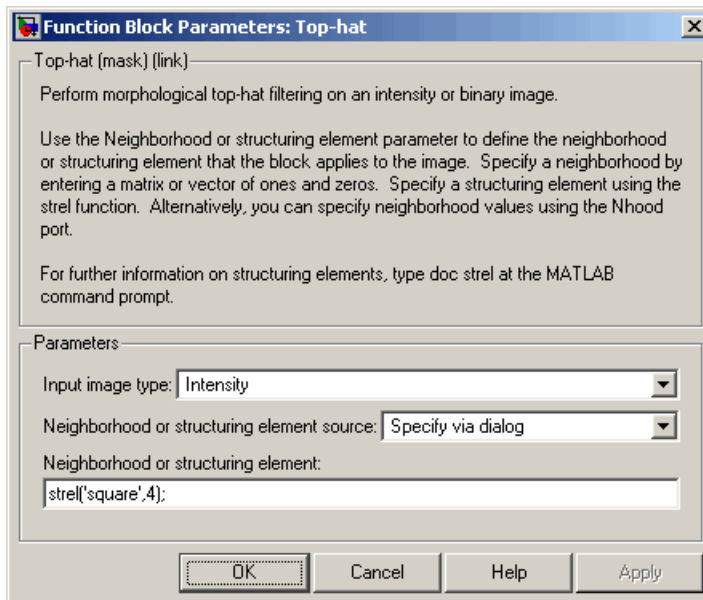 Function Block Parameters: Top-hat
Top-hat (mask) (link)
Perform morphological top-hat filtering on an intensity or binary image.
Use the Neighborhood or structuring element parameter to define the neighborhood
or structuring element that the block applies to the image.  Specify a neighborhood by
entering a matrix or vector of ones and zeros.  Specify a structuring element using the
strel function.  Alternatively, you can specify neighborhood values using the Nhood
port.
For further information on structuring elements, type doc strel at the MATLAB
command prompt.
Parameters
Input image type: Intensity
Neighborhood or structuring element source: Specify via dialog
Neighborhood or structuring element:
strel('square',4);
OK Cancel Help Apply